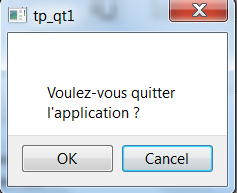 tp_qt1
Voulez-vous quitter
l'application ?
OK
Cancel